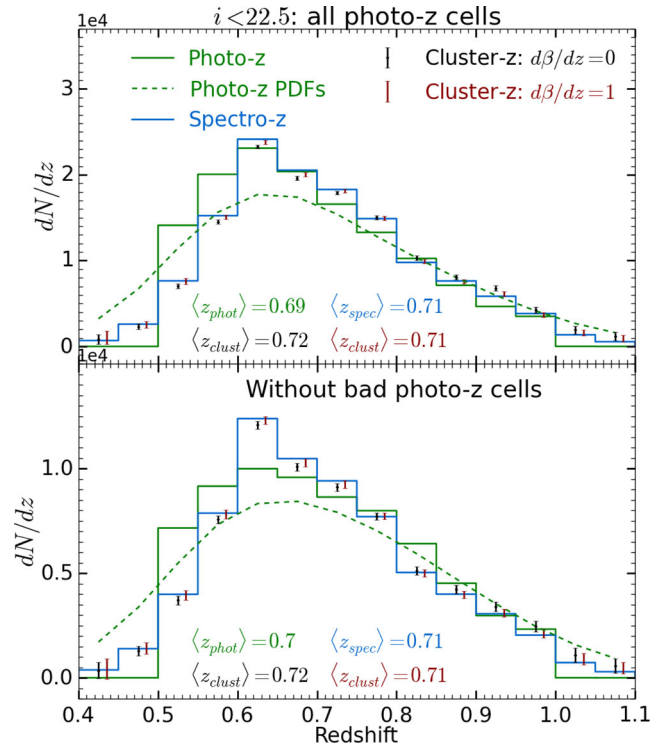 i<22.5: all photo-z cells
1e4
Photo-z
Photo-z PDFs
Spectro-z
Cluster-z: dβ/dz=0
Cluster-z: dβ/dz=1
3
2
1
0
dN/dz
⟨z_phot⟩=0.69 ⟨z_spec⟩=0.71
⟨z_clust⟩=0.72 ⟨z_clust⟩=0.71
1e4
Without bad photo-z cells
1.0
0.5
0.0
dN/dz
⟨z_phot⟩=0.7 ⟨z_spec⟩=0.71
⟨z_clust⟩=0.72 ⟨z_clust⟩=0.71
0.4 0.5 0.6 0.7 0.8 0.9 1.0 1.1
Redshift